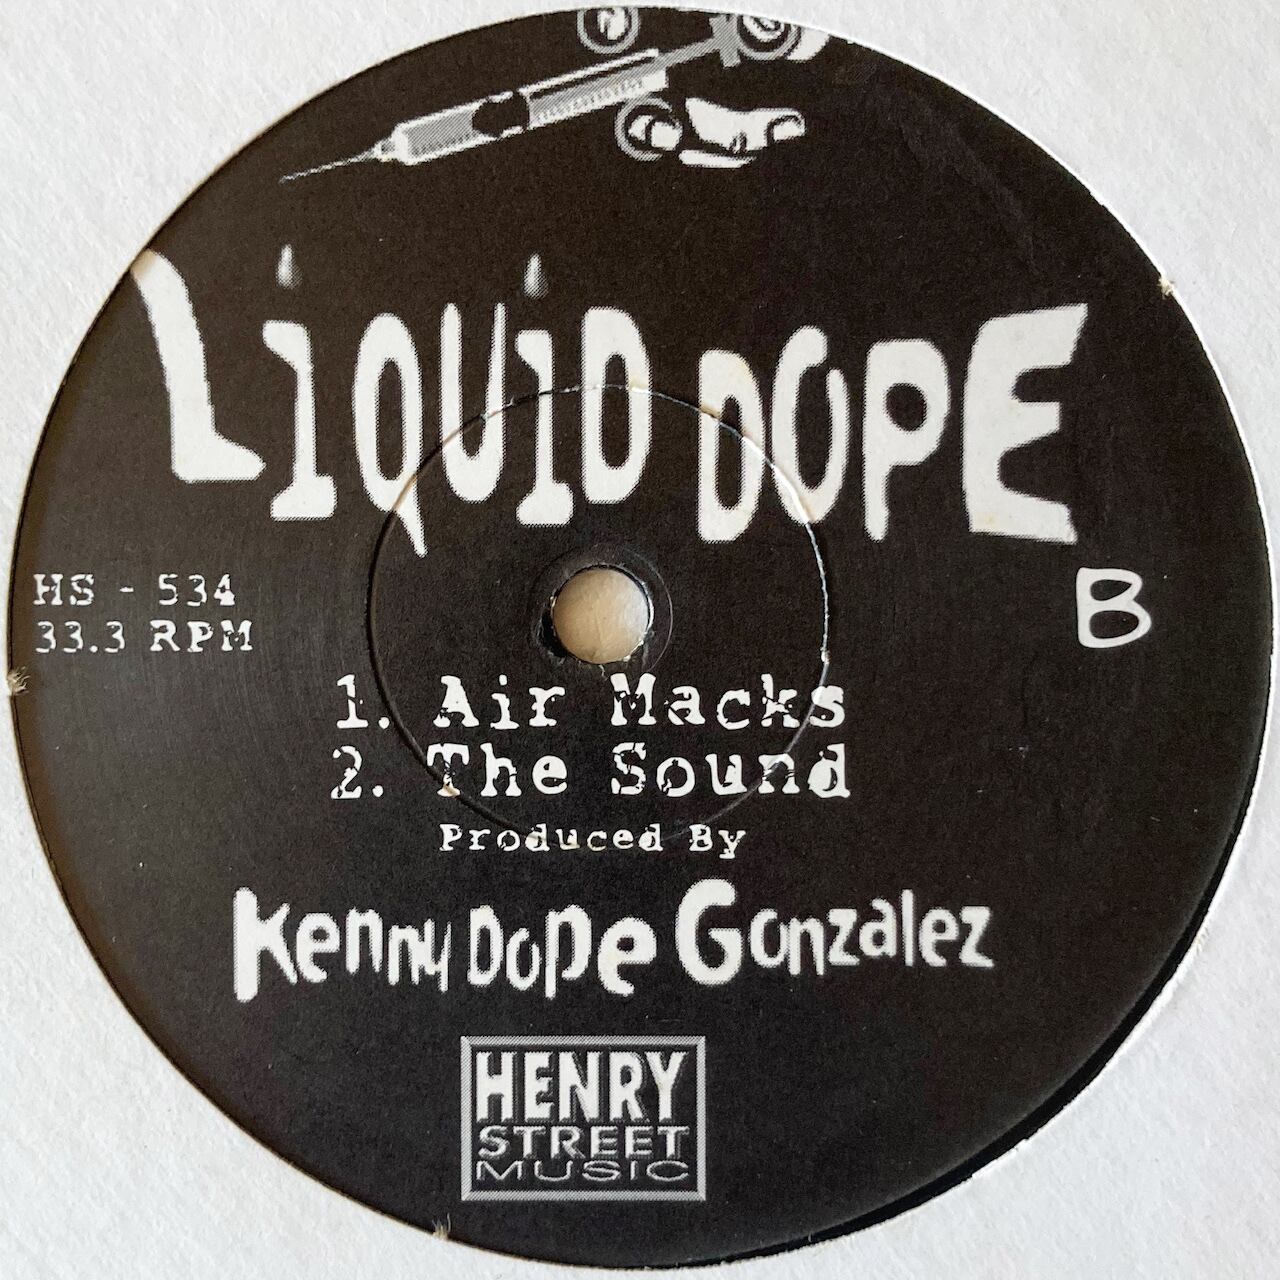 LiQUiD DOPE
HS - 534
33.3 RPM
B
1. Air Macks
2. The Sound
Produced By
Kenny Dope Gonzalez
HENRY
STREET
MUSIC